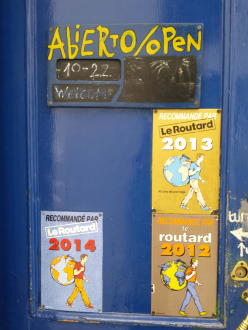 ABIERTO/OPEN
10-22
WELCOME
RECOMMANDÉ PAR
Le Routard
2013
RECOMMANDÉ PAR
Le Routard
2014
RECOMMANDÉ PAR
le
routard
2012